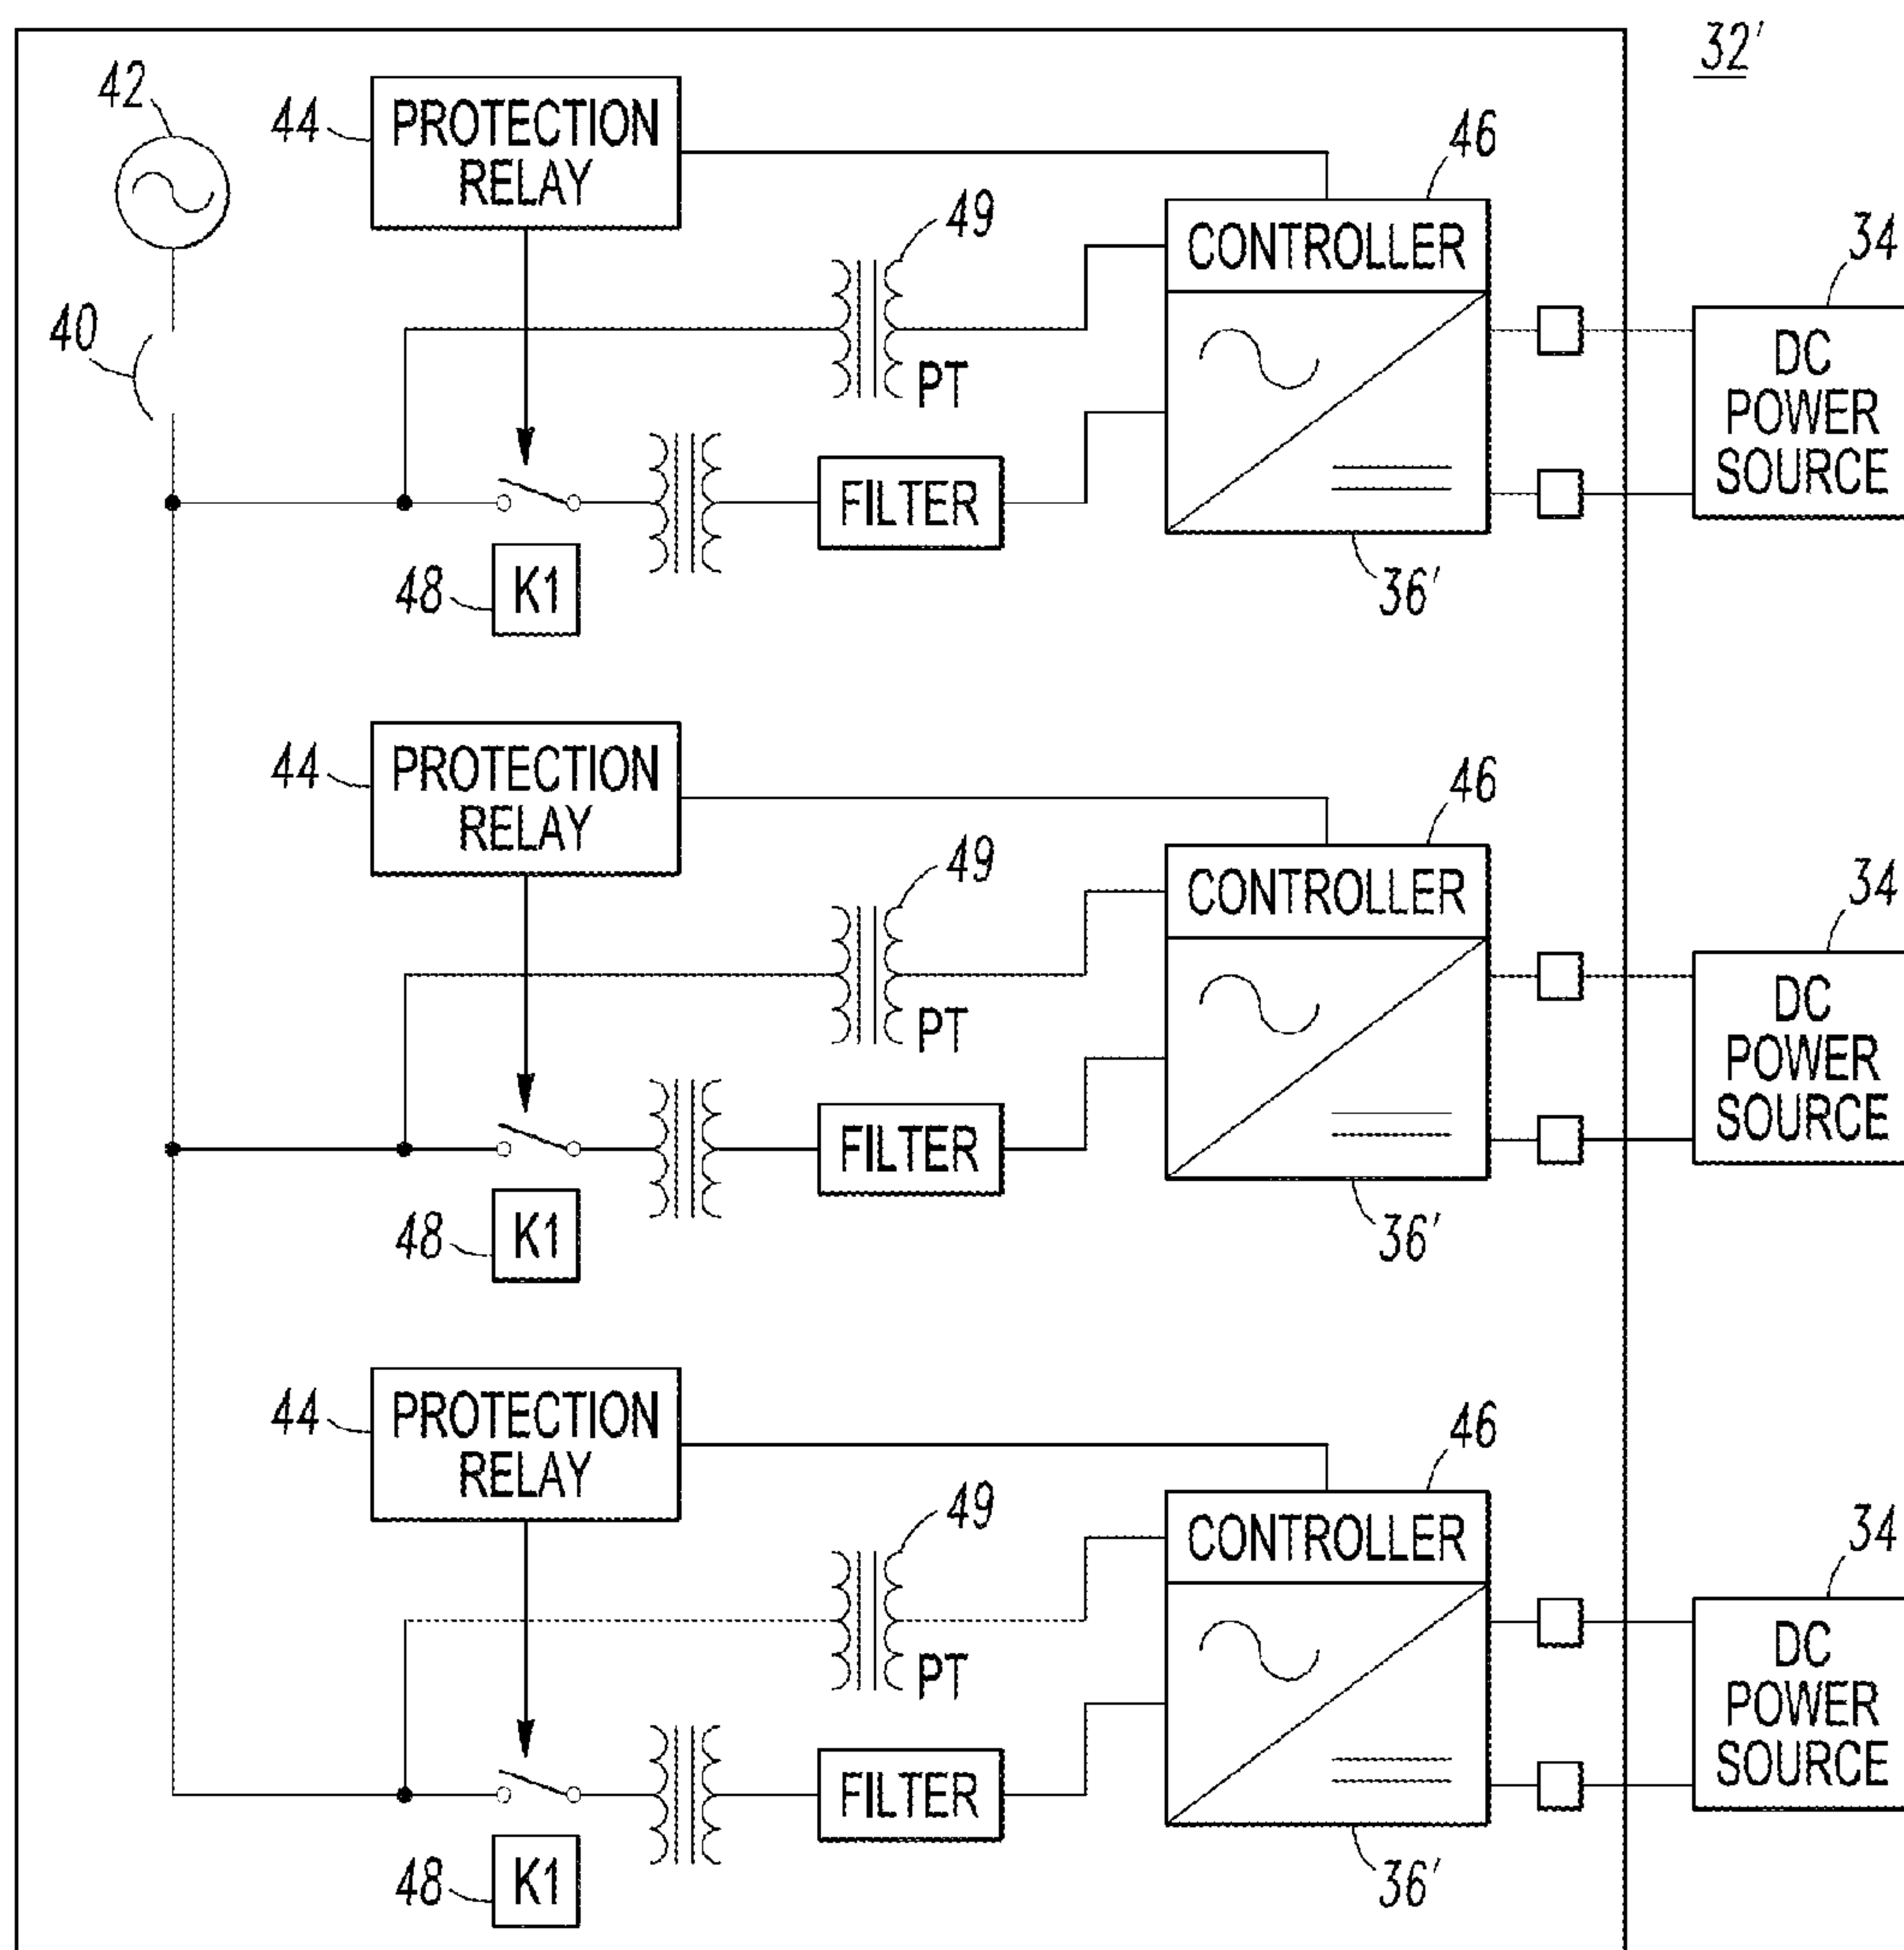 32'
42
44
PROTECTION
RELAY
46
CONTROLLER
49
PT
34
DC
POWER
SOURCE
40
FILTER
48
K1
36'
44
PROTECTION
RELAY
46
CONTROLLER
49
PT
34
DC
POWER
SOURCE
FILTER
48
K1
36'
44
PROTECTION
RELAY
46
CONTROLLER
49
PT
34
DC
POWER
SOURCE
FILTER
48
K1
36'